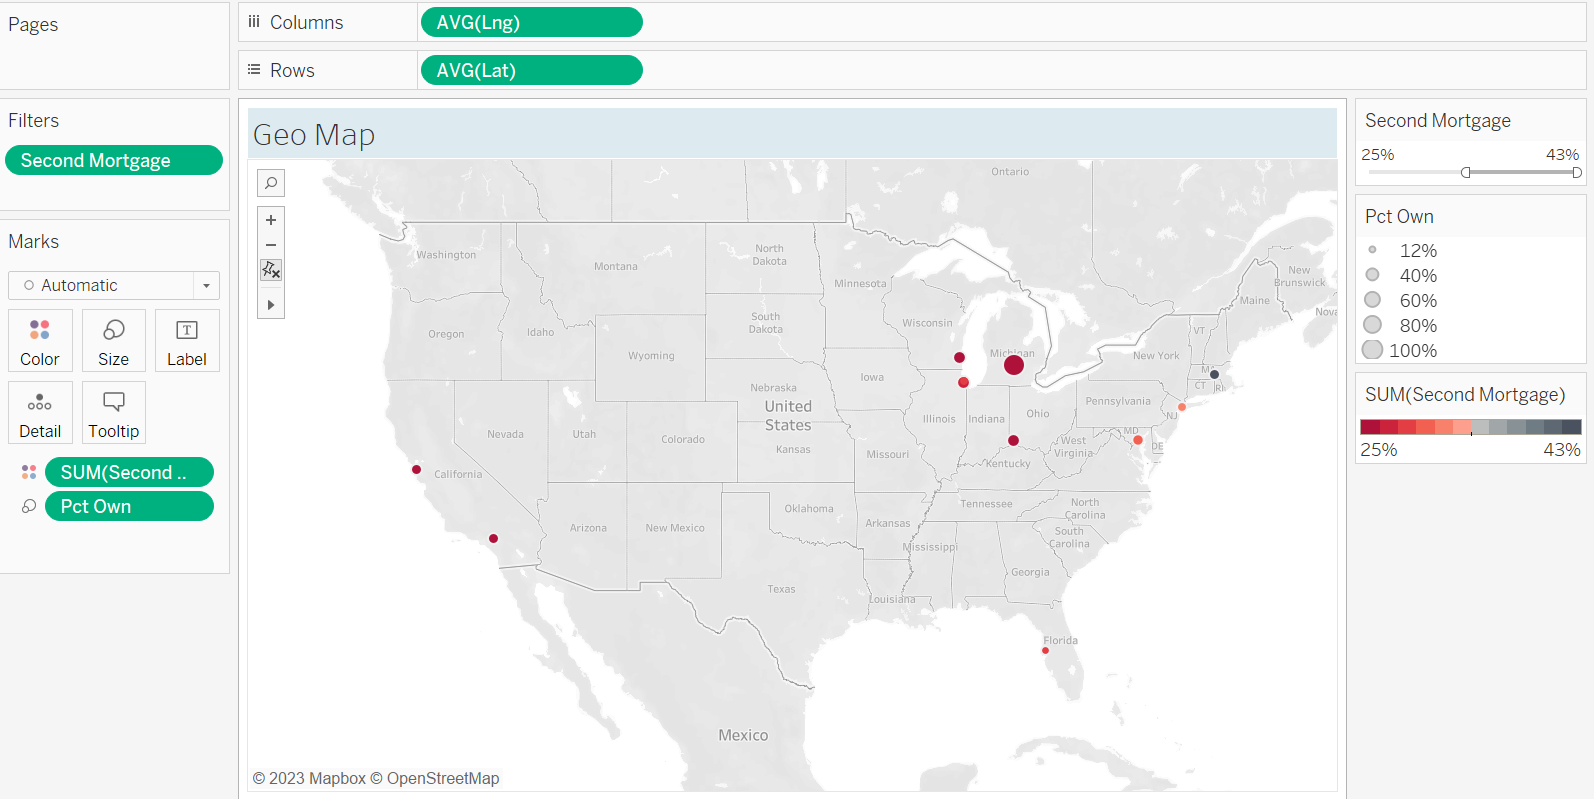 Pages
Columns
AVG(Lng)
Rows
AVG(Lat)
Filters
Second Mortgage
Marks
Automatic
Color
Size
T
Label
Detail
Tooltip
SUM(Second ..
Pct Own
Geo Map
Ontario
Washington
Montana
North
Dakota
Minnesota
New
Brunswick
Maine
Nova
Oregon
Idaho
Wyoming
South
Dakota
Wisconsin
Michigan
VT
New York
MA
CT
RI
Nebraska
Iowa
Illinois
Indiana
Ohio
Pennsylvania
NJ
MD
DE
United
States
Nevada
Utah
Colorado
Kansas
Missouri
West
Virginia
Kentucky
California
Arizona
New Mexico
Oklahoma
Arkansas
Tennessee
North
Carolina
South
Carolina
Mississippi
Georgia
Texas
Louisiana
Florida
Mexico
© 2023 Mapbox © OpenStreetMap
Second Mortgage
25% 43%
Pct Own
12%
40%
60%
80%
100%
SUM(Second Mortgage)
25% 43%